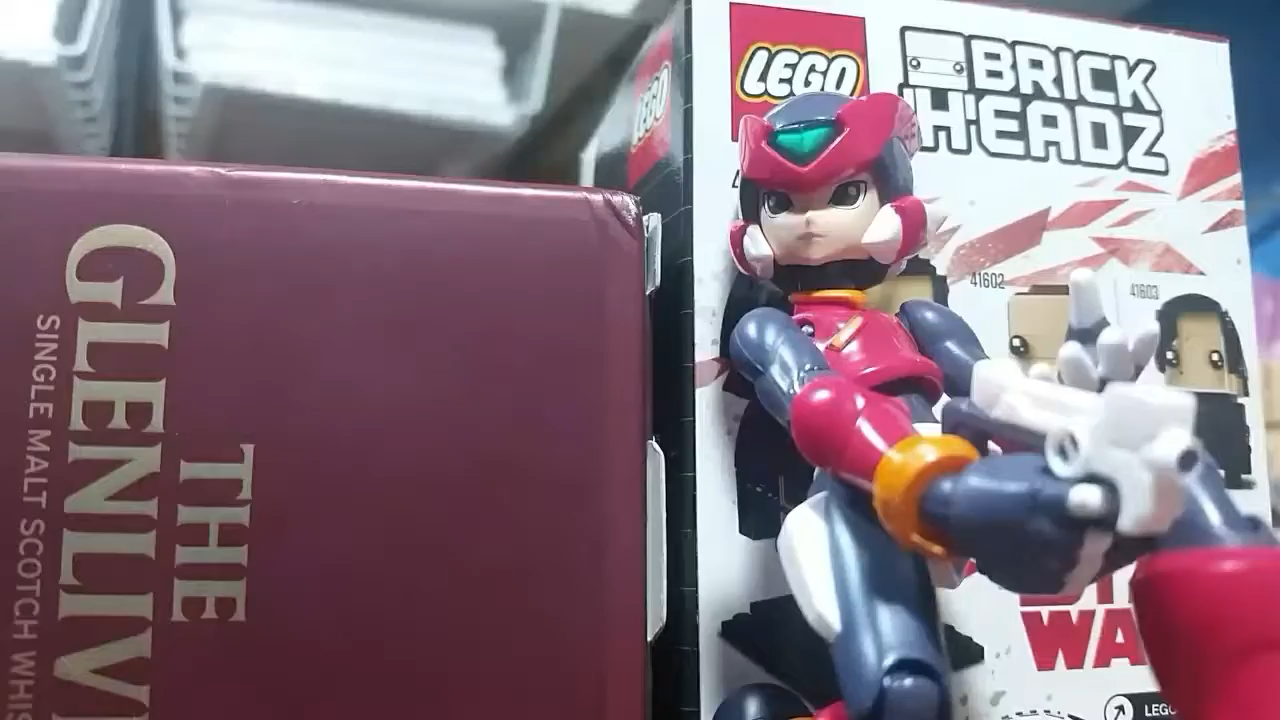 THE
GLENLIV
SINGLE MALT SCOTCH WHIS
LEGO
LEGO
BRICK
HEADZ
41602
41603
WA
LEGO